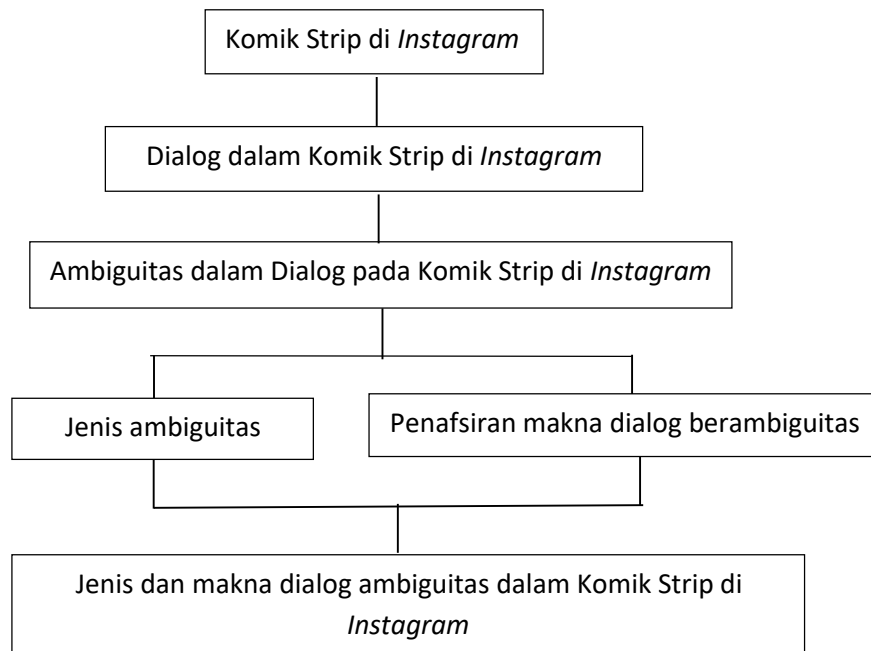 Komik Strip di Instagram
Dialog dalam Komik Strip di Instagram
Ambiguitas dalam Dialog pada Komik Strip di Instagram
Jenis ambiguitas
Penafsiran makna dialog berambiguitas
Jenis dan makna dialog ambiguitas dalam Komik Strip di
Instagram